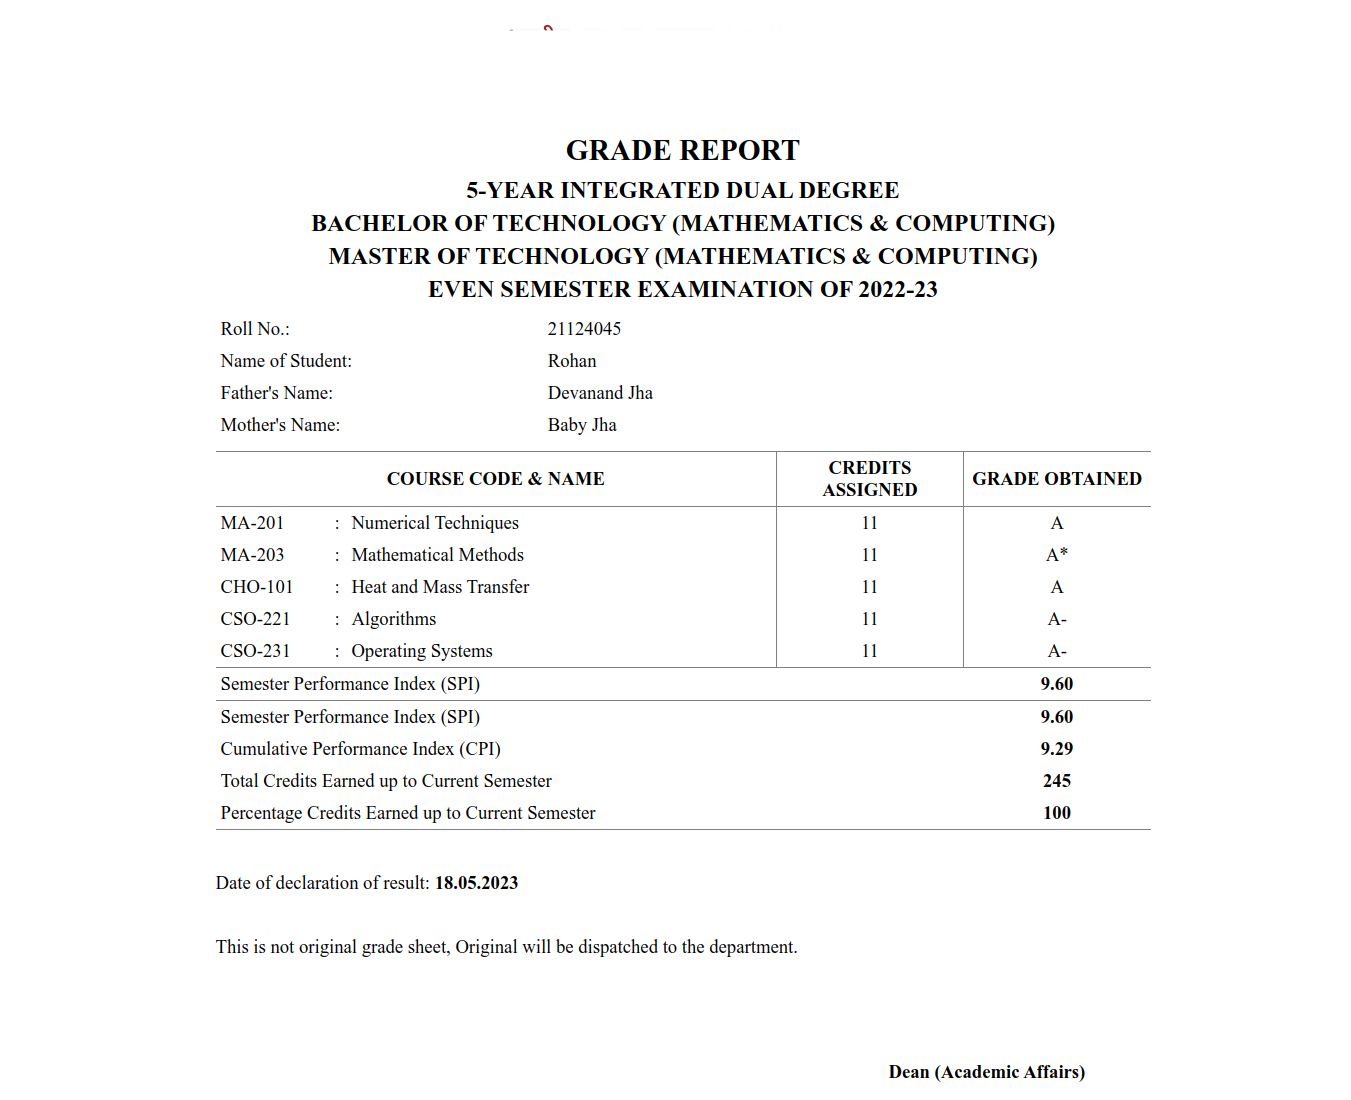 GRADE REPORT
5-YEAR INTEGRATED DUAL DEGREE
BACHELOR OF TECHNOLOGY (MATHEMATICS & COMPUTING)
MASTER OF TECHNOLOGY (MATHEMATICS & COMPUTING)
EVEN SEMESTER EXAMINATION OF 2022-23
Roll No.: 21124045
Name of Student: Rohan
Father's Name: Devanand Jha
Mother's Name: Baby Jha
COURSE CODE & NAME CREDITS ASSIGNED GRADE OBTAINED
MA-201 : Numerical Techniques 11 A
MA-203 : Mathematical Methods 11 A*
CHO-101 : Heat and Mass Transfer 11 A
CSO-221 : Algorithms 11 A-
CSO-231 : Operating Systems 11 A-
Semester Performance Index (SPI) 9.60
Semester Performance Index (SPI) 9.60
Cumulative Performance Index (CPI) 9.29
Total Credits Earned up to Current Semester 245
Percentage Credits Earned up to Current Semester 100
Date of declaration of result: 18.05.2023
This is not original grade sheet, Original will be dispatched to the department.
Dean (Academic Affairs)